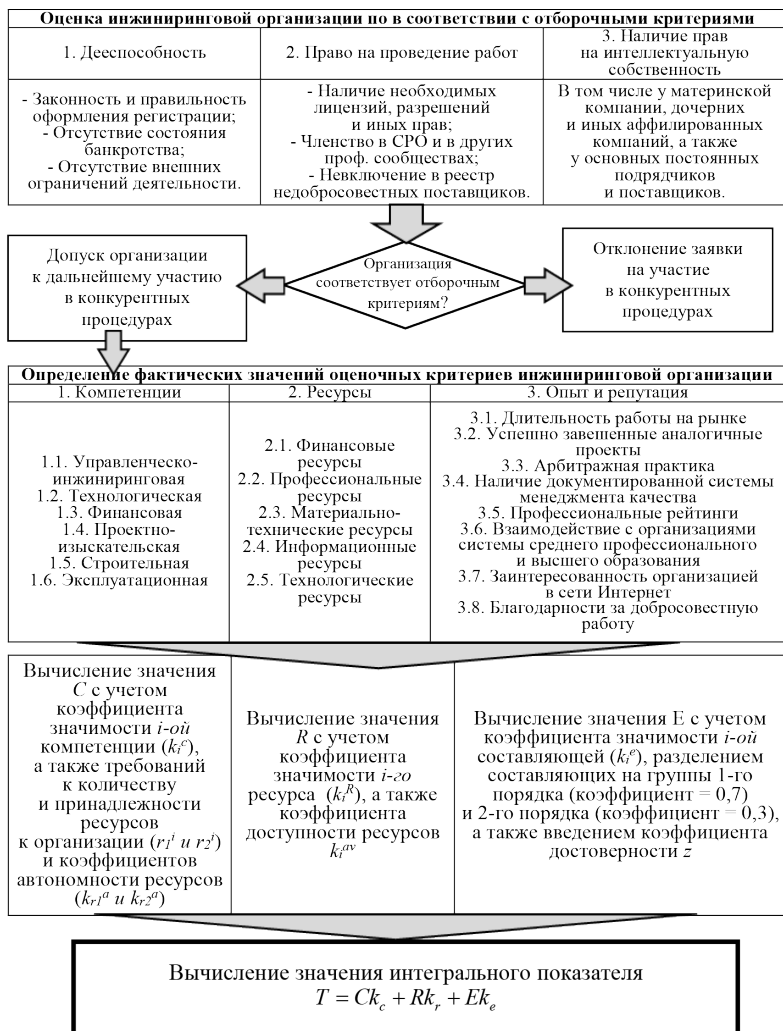 Оценка инжиниринговой организации по в соответствии с отборочными критериями
1. Дееспособность
2. Право на проведение работ
3. Наличие прав
на интеллектуальную
собственность
- Законность и правильность
оформления регистрации;
- Отсутствие состояния
банкротства;
- Отсутствие внешних
ограничений деятельности.
- Наличие необходимых
лицензий, разрешений
и иных прав;
- Членство в СРО и в других
проф. сообществах;
- Невключение в реестр
недобросовестных поставщиков.
В том числе у материнской
компании, дочерних
и иных аффилированных
компаний, а также
у основных постоянных
подрядчиков
и поставщиков.
Допуск организации
к дальнейшему участию
в конкурентных
процедурах
Организация
соответствует отборочным
критериям?
Отклонение заявки
на участие
в конкурентных
процедурах
Определение фактических значений оценочных критериев инжиниринговой организации
1. Компетенции
2. Ресурсы
3. Опыт и репутация
1.1. Управленческо-
инжиниринговая
1.2. Технологическая
1.3. Финансовая
1.4. Проектно-
изыскательская
1.5. Строительная
1.6. Эксплуатационная
2.1. Финансовые
ресурсы
2.2. Профессиональные
ресурсы
2.3. Материально-
технические ресурсы
2.4. Информационные
ресурсы
2.5. Технологические
ресурсы
3.1. Длительность работы на рынке
3.2. Успешно завешенные аналогичные
проекты
3.3. Арбитражная практика
3.4. Наличие документированной системы
менеджмента качества
3.5. Профессиональные рейтинги
3.6. Взаимодействие с организациями
системы среднего профессионального
и высшего образования
3.7. Заинтересованность организацией
в сети Интернет
3.8. Благодарности за добросовестную
работу
Вычисление значения
C с учетом
коэффициента
значимости i-ой
компетенции (kᵢᶜ),
а также требований
к количеству
и принадлежности
ресурсов
к организации (r₁ⁱ и r₂ⁱ)
и коэффициентов
автономности ресурсов
(kᵣ₁ᵃ и kᵣ₂ᵃ)
Вычисление значения
R с учетом
коэффициента
значимости i-го
ресурса (kᵢᴿ), а также
коэффициента
доступности ресурсов
kᵢᵃᵛ
Вычисление значения Е с учетом
коэффициента значимости i-ой
составляющей (kᵢᵉ), разделением
составляющих на группы 1-го
порядка (коэффициент = 0,7)
и 2-го порядка (коэффициент = 0,3),
а также введением коэффициента
достоверности z
Вычисление значения интегрального показателя
T = Ck_c + Rk_r + Ek_e